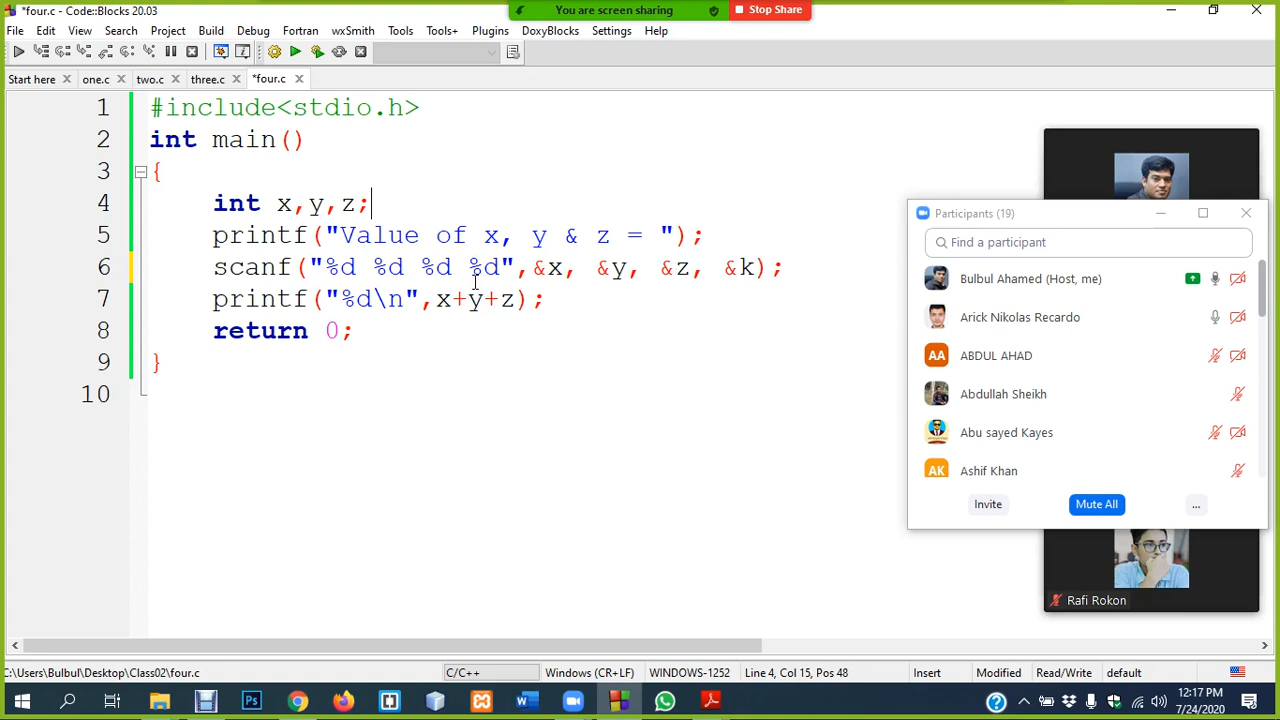 *four.c - Code::Blocks 20.03
You are screen sharing
Stop Share
File Edit View Search Project Build Debug Fortran wxSmith Tools Tools+ Plugins DoxyBlocks Settings Help
Start here one.c two.c three.c *four.c
1 #include<stdio.h>
2 int main()
3 {
4 int x,y,z;
5 printf("Value of x, y & z = ");
6 scanf("%d %d %d %d",&x, &y, &z, &k);
7 printf("%d\n",x+y+z);
8 return 0;
9 }
10
Participants (19)
Find a participant
Bulbul Ahamed (Host, me)
Arick Nikolas Recardo
AA ABDUL AHAD
Abdullah Sheikh
Abu sayed Kayes
AK Ashif Khan
Invite Mute All ...
Rafi Rokon
C:\Users\Bulbul\Desktop\Class02\four.c C/C++ Windows (CR+LF) WINDOWS-1252 Line 4, Col 15, Pos 48 Insert Modified Read/Write default
12:17 PM
7/24/2020